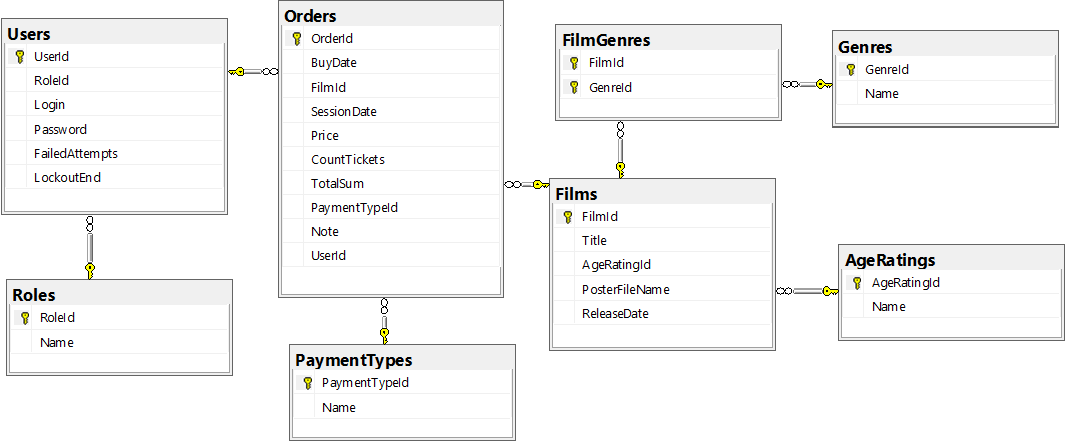 Users
UserId
RoleId
Login
Password
FailedAttempts
LockoutEnd
Orders
OrderId
BuyDate
FilmId
SessionDate
Price
CountTickets
TotalSum
PaymentTypeId
Note
UserId
FilmGenres
FilmId
GenreId
Genres
GenreId
Name
Films
FilmId
Title
AgeRatingId
PosterFileName
ReleaseDate
AgeRatings
AgeRatingId
Name
Roles
RoleId
Name
PaymentTypes
PaymentTypeId
Name